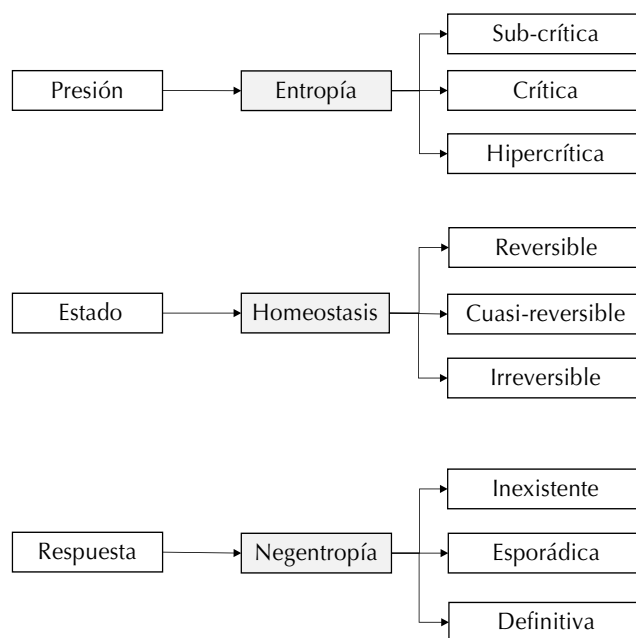 Sub-crítica
Presión
Entropía
Crítica
Hipercrítica
Reversible
Estado
Homeostasis
Cuasi-reversible
Irreversible
Inexistente
Respuesta
Negentropía
Esporádica
Definitiva